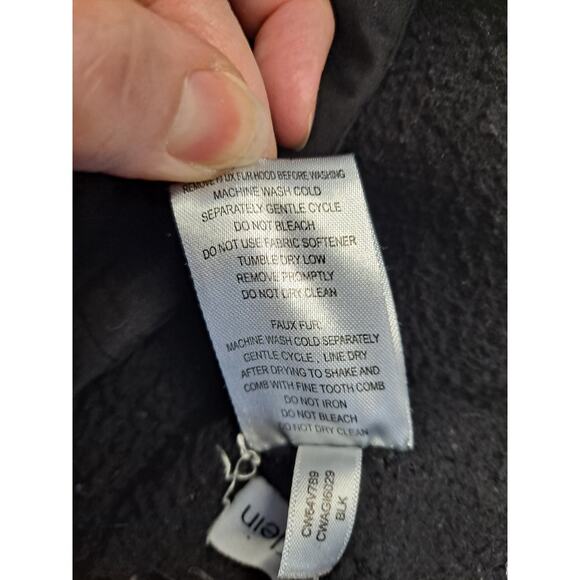 REMOVE FAUX FUR HOOD BEFORE WASHING
MACHINE WASH COLD
SEPARATELY GENTLE CYCLE
DO NOT BLEACH
DO NOT USE FABRIC SOFTENER
TUMBLE DRY LOW
REMOVE PROMPTLY
DO NOT DRY CLEAN
FAUX FUR:
MACHINE WASH COLD SEPARATELY
GENTLE CYCLE , LINE DRY
AFTER DRYING TO SHAKE AND
COMB WITH FINE TOOTH COMB
DO NOT IRON
DO NOT BLEACH
DO NOT DRY CLEAN
CW64V789
CWAGI6029
BLK
lein